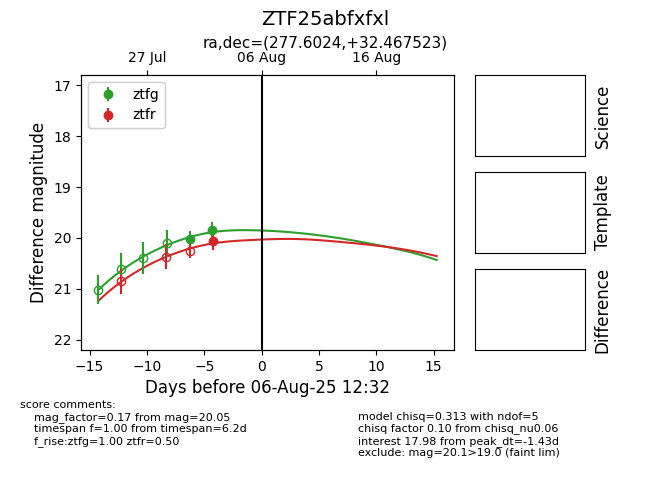 ZTF25abfxfxl
ra,dec=(277.6024,+32.467523)
27 Jul 06 Aug 16 Aug
ztfg
ztfr
17
18
19
20
21
22
Difference magnitude
−15 −10 −5 0 5 10 15
Days before 06-Aug-25 12:32
Science
Template
Difference
score comments:
mag_factor=0.17 from mag=20.05
timespan f=1.00 from timespan=6.2d
f_rise:ztfg=1.00 ztfr=0.50
model chisq=0.313 with ndof=5
chisq factor 0.10 from chisq_nu0.06
interest 17.98 from peak_dt=-1.43d
exclude: mag=20.1>19.0 (faint lim)